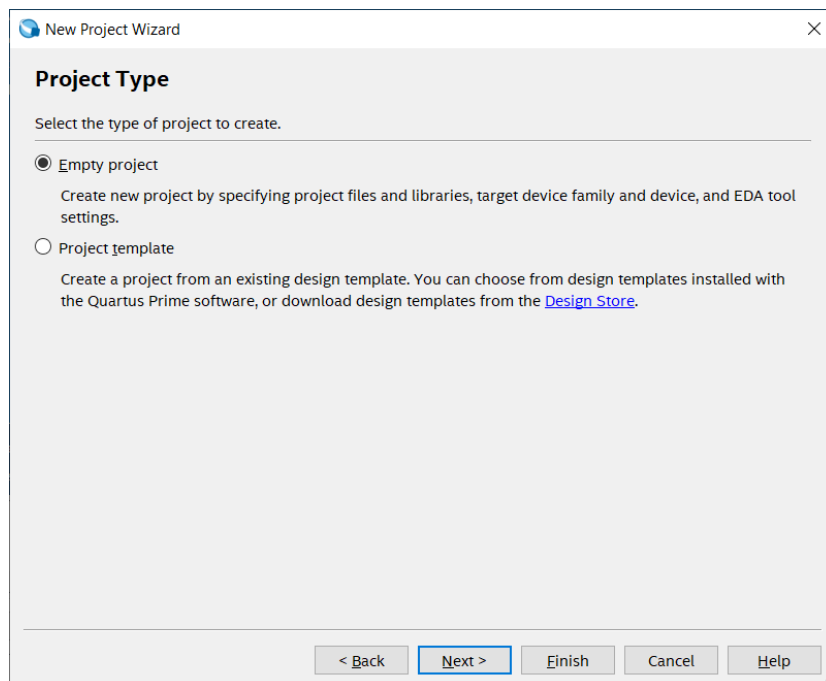 New Project Wizard
Project Type
Select the type of project to create.
Empty project
Create new project by specifying project files and libraries, target device family and device, and EDA tool
settings.
Project template
Create a project from an existing design template. You can choose from design templates installed with
the Quartus Prime software, or download design templates from the Design Store.
< Back Next > Finish Cancel Help